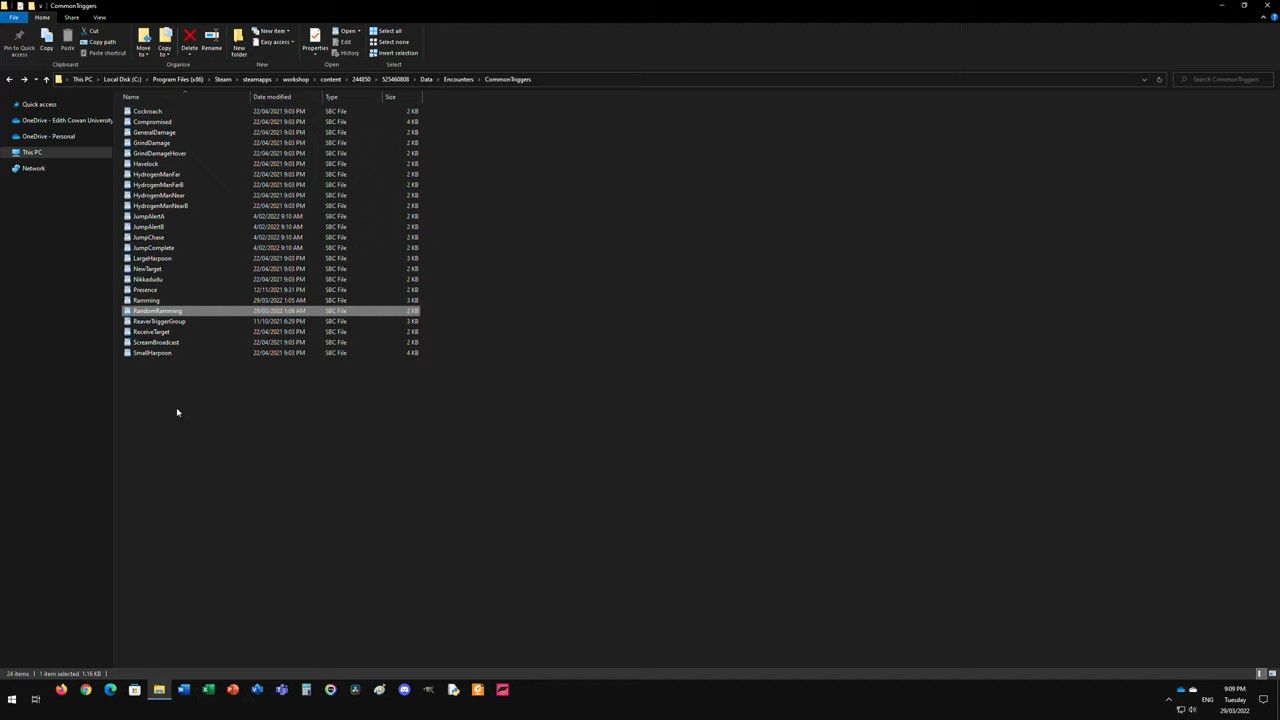 CommonTriggers
File Home Share View
Pin to Quick access
Copy
Paste
Cut
Copy path
Paste shortcut
Clipboard
Move to
Copy to
Delete
Rename
Organise
New folder
New item
Easy access
New
Properties
Open
Edit
History
Open
Select all
Select none
Invert selection
Select
This PC Local Disk (C:) Program Files (x86) Steam steamapps workshop content 244850 525460808 Data Encounters CommonTriggers
Search CommonTriggers
Quick access
OneDrive - Edith Cowan University
OneDrive - Personal
This PC
Network
Name Date modified Type Size
Cockroach 22/04/2021 9:03 PM SBC File 2 KB
Compromised 22/04/2021 9:03 PM SBC File 4 KB
GeneralDamage 22/04/2021 9:03 PM SBC File 2 KB
GrindDamage 22/04/2021 9:03 PM SBC File 2 KB
GrindDamageHover 22/04/2021 9:03 PM SBC File 2 KB
Havelock 22/04/2021 9:03 PM SBC File 2 KB
HydrogenManFar 22/04/2021 9:03 PM SBC File 2 KB
HydrogenManFarB 22/04/2021 9:03 PM SBC File 2 KB
HydrogenManNear 22/04/2021 9:03 PM SBC File 2 KB
HydrogenManNearB 22/04/2021 9:03 PM SBC File 2 KB
JumpAlertA 4/02/2022 9:10 AM SBC File 2 KB
JumpAlertB 4/02/2022 9:10 AM SBC File 2 KB
JumpChase 4/02/2022 9:10 AM SBC File 2 KB
JumpComplete 4/02/2022 9:10 AM SBC File 2 KB
LargeHarpoon 22/04/2021 9:03 PM SBC File 3 KB
NewTarget 22/04/2021 9:03 PM SBC File 2 KB
Nikkadudu 22/04/2021 9:03 PM SBC File 2 KB
Presence 12/11/2021 9:31 PM SBC File 2 KB
Ramming 29/03/2022 1:05 AM SBC File 3 KB
RandomRamming 29/03/2022 1:06 AM SBC File 2 KB
ReaverTriggerGroup 11/10/2021 6:29 PM SBC File 3 KB
ReceiveTarget 22/04/2021 9:03 PM SBC File 2 KB
ScreamBroadcast 22/04/2021 9:03 PM SBC File 2 KB
SmallHarpoon 22/04/2021 9:03 PM SBC File 4 KB
24 items 1 item selected 1.16 KB
9:09 PM
ENG Tuesday
29/03/2022